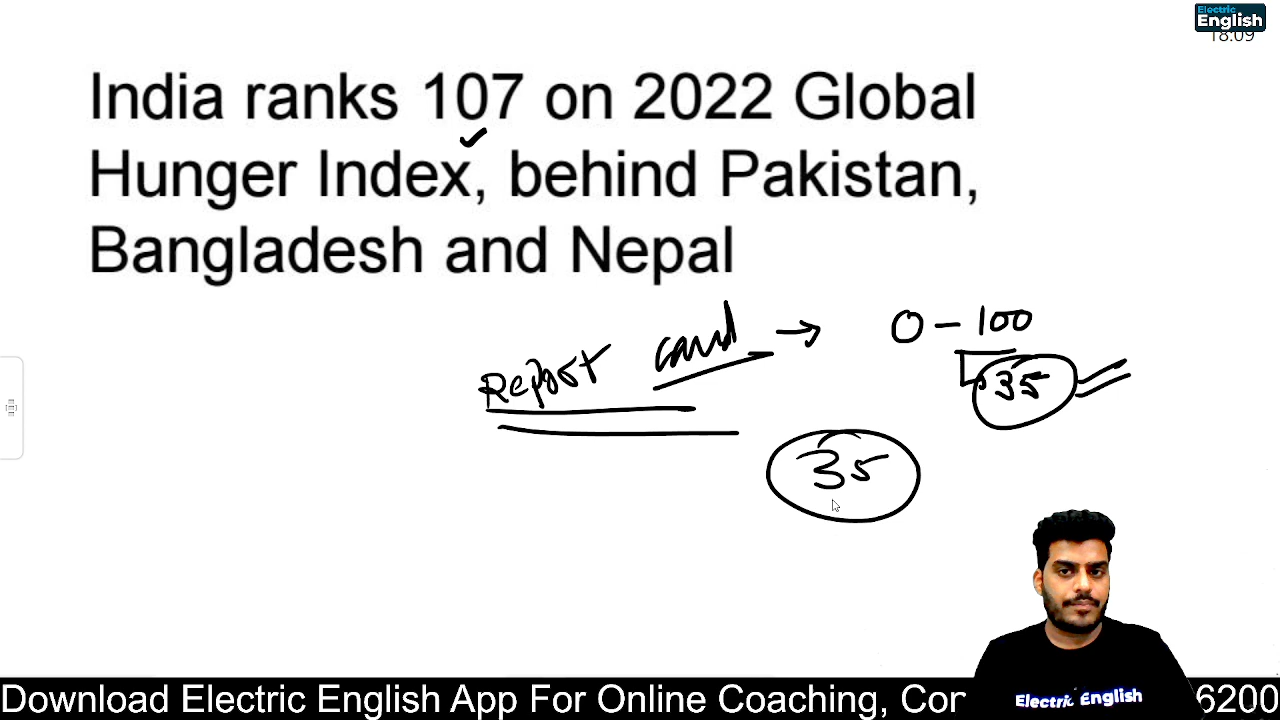 Electric
English
18:09
India ranks 107 on 2022 Global
Hunger Index, behind Pakistan,
Bangladesh and Nepal
Report card → 0 - 100
35
35
Electric English
Download Electric English App For Online Coaching, Con 6200